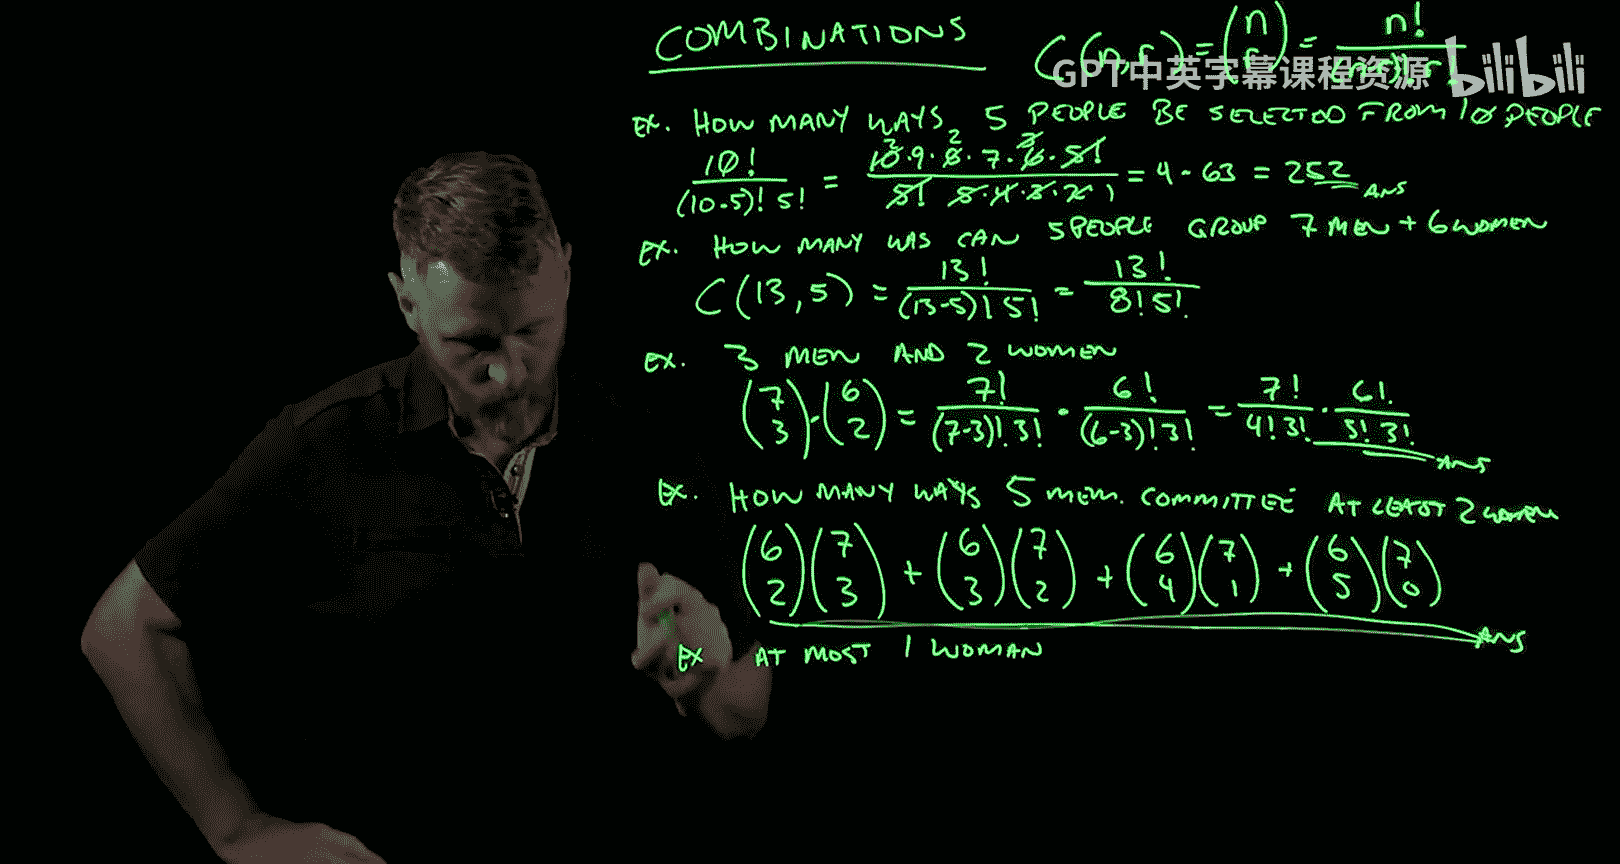 COMBINATIONS C(n,r) = (n r) = n! / (n-r)! r!
GPT中英字幕课程资源 bilibili
EX. HOW MANY WAYS 5 PEOPLE BE SELECTED FROM 10 PEOPLE
10! / (10-5)! 5! = 10·9·8·7·6·5! / 5! 5·4·3·2·1 = 4·63 = 252 ANS
EX. HOW MANY WAS CAN 5 PEOPLE GROUP 7 MEN + 6 WOMEN
C(13,5) = 13! / (13-5)! 5! = 13! / 8! 5!
EX. 3 MEN AND 2 WOMEN
(7 3)·(6 2) = 7! / (7-3)! 3! · 6! / (6-3)! 3! = 7! / 4! 3! · 6! / 3! 3! ANS
EX. HOW MANY WAYS 5 MEM. COMMITTEE AT LEAST 2 WOMEN
(6 2)(7 3) + (6 3)(7 2) + (6 4)(7 1) + (6 5)(7 0) ANS
EX AT MOST 1 WOMAN